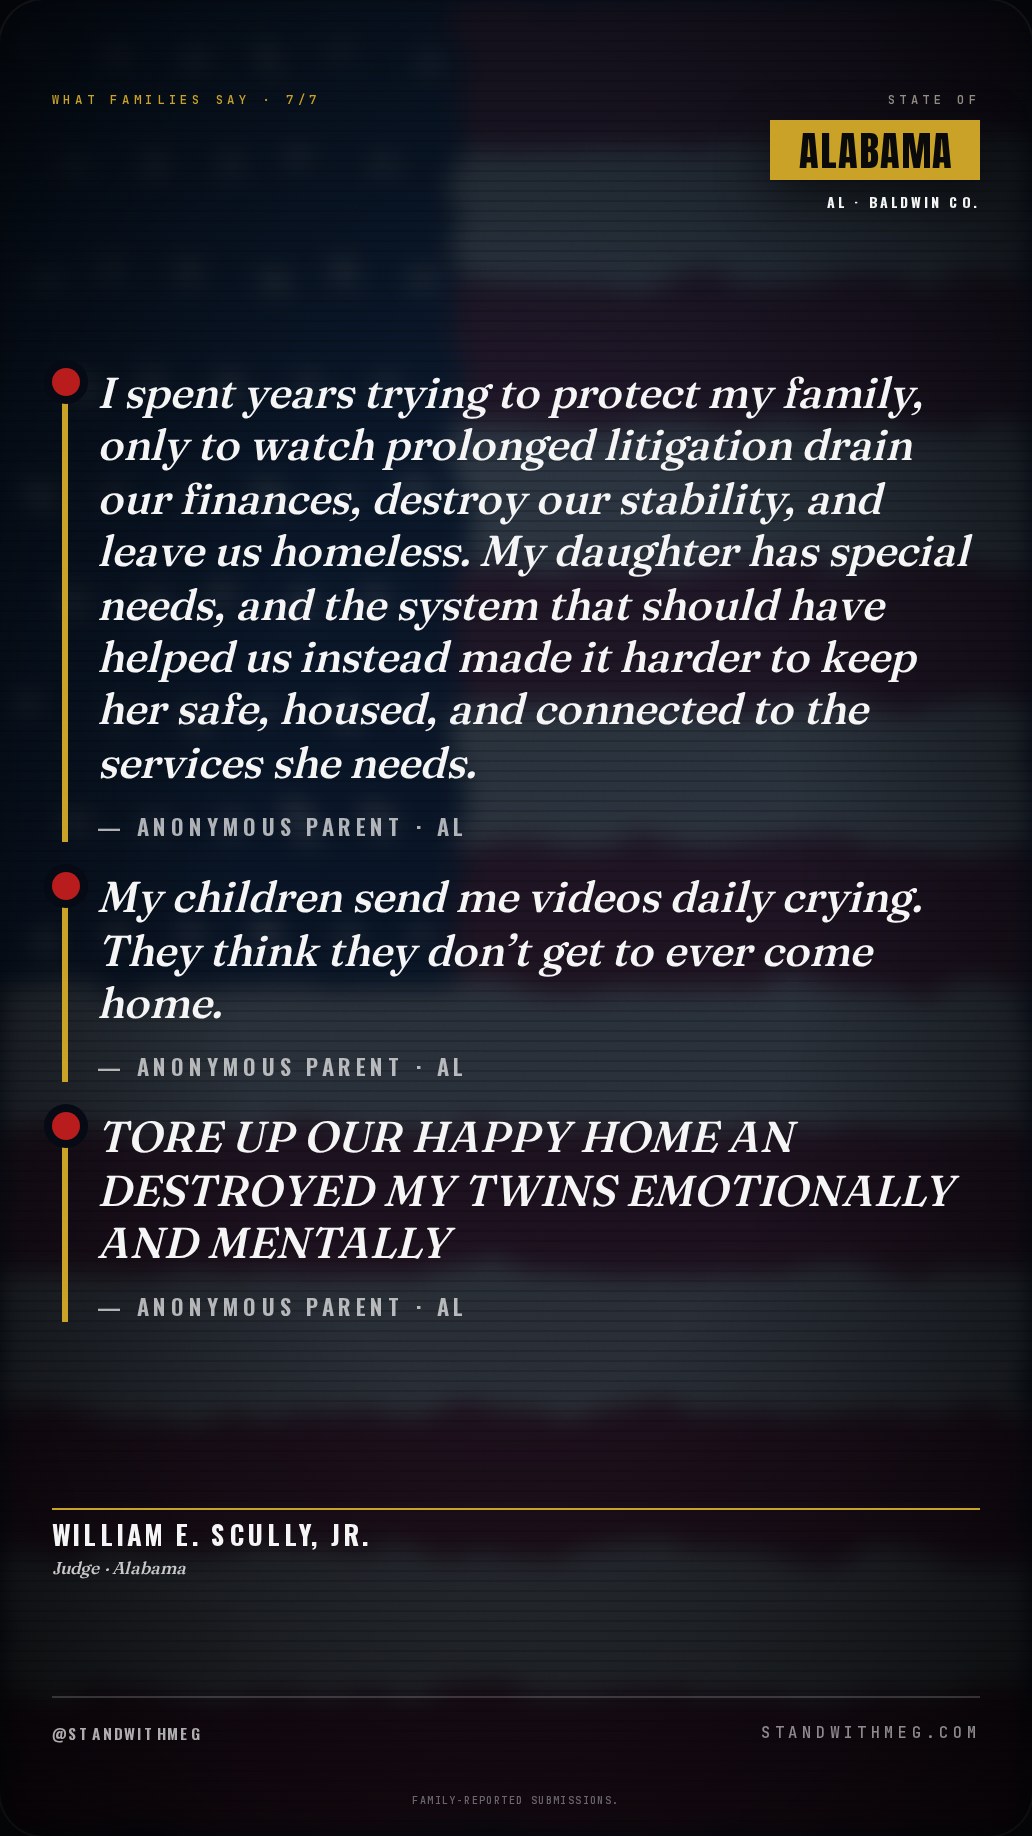 WHAT FAMILIES SAY · 7/7
STATE OF
ALABAMA
AL · BALDWIN CO.
I spent years trying to protect my family,
only to watch prolonged litigation drain
our finances, destroy our stability, and
leave us homeless. My daughter has special
needs, and the system that should have
helped us instead made it harder to keep
her safe, housed, and connected to the
services she needs.
— ANONYMOUS PARENT · AL
My children send me videos daily crying.
They think they don’t get to ever come
home.
— ANONYMOUS PARENT · AL
TORE UP OUR HAPPY HOME AN
DESTROYED MY TWINS EMOTIONALLY
AND MENTALLY
— ANONYMOUS PARENT · AL
WILLIAM E. SCULLY, JR.
Judge · Alabama
@STANDWITHMEG
STANDWITHMEG.COM
FAMILY-REPORTED SUBMISSIONS.